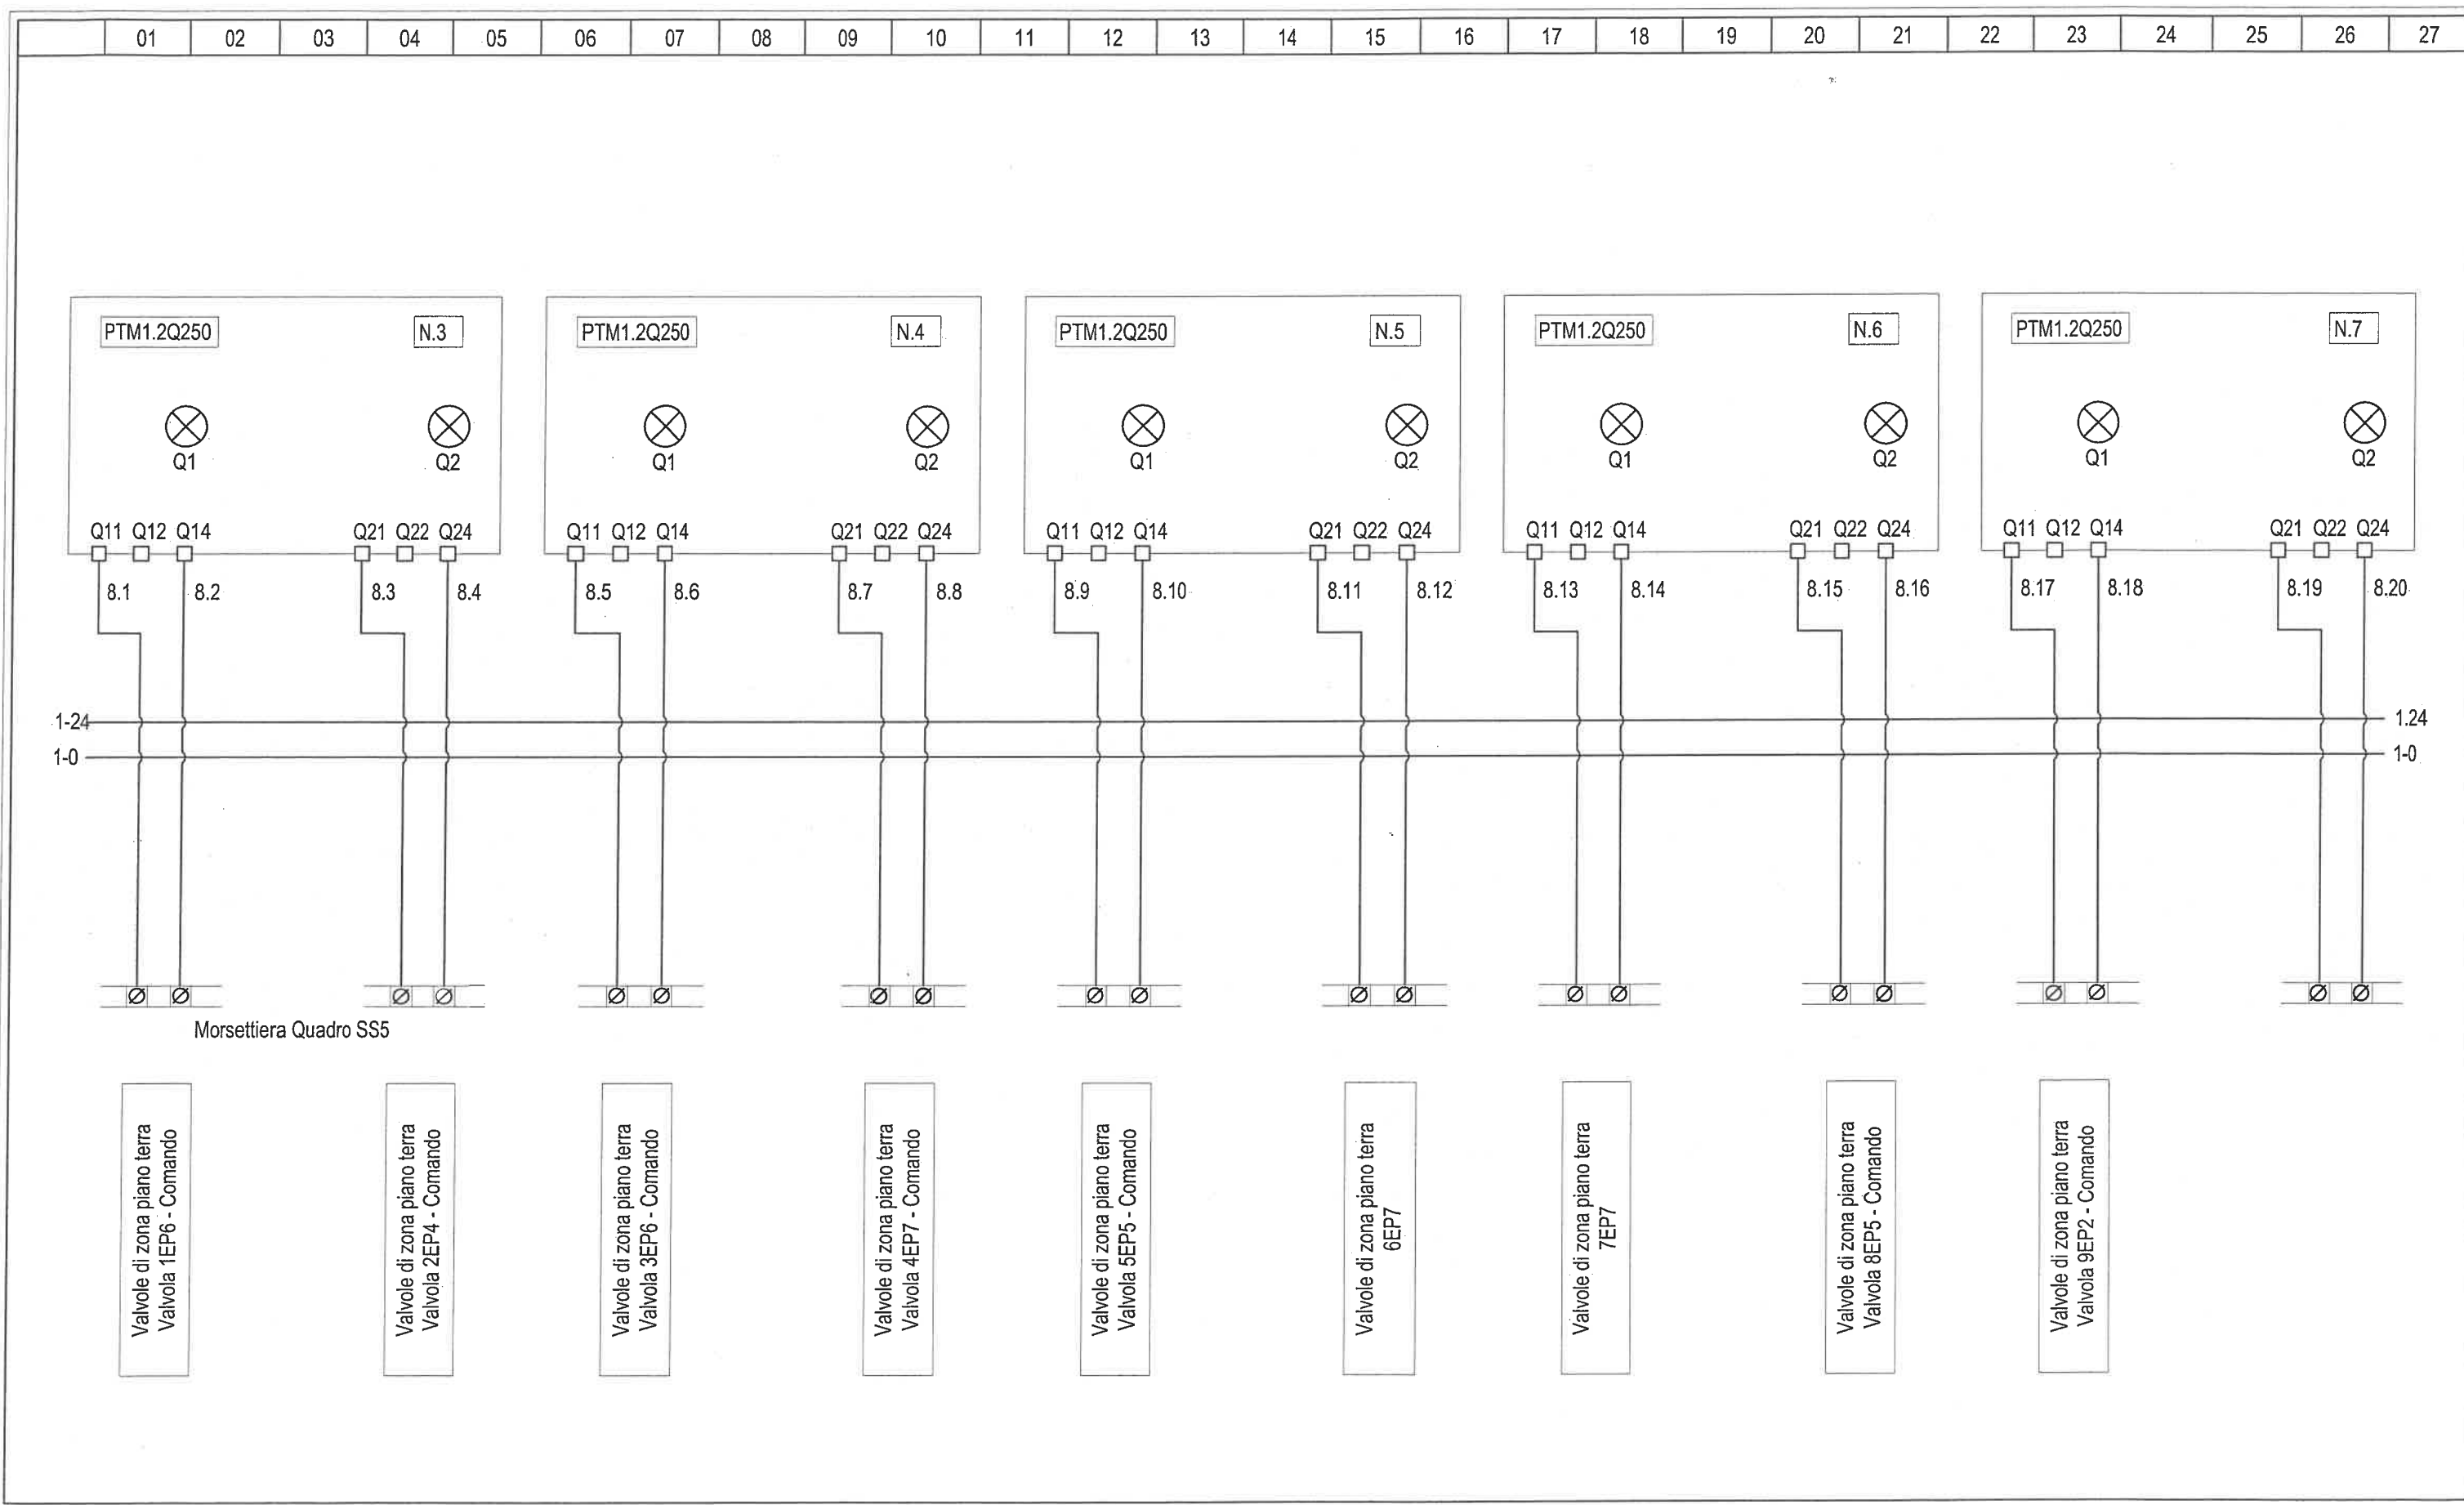 01 02 03 04 05 06 07 08 09 10 11 12 13 14 15 16 17 18 19 20 21 22 23 24 25 26 27
PTM1.2Q250 N.3 PTM1.2Q250 N.4 PTM1.2Q250 N.5 PTM1.2Q250 N.6 PTM1.2Q250 N.7
Q1 Q2 Q1 Q2 Q1 Q2 Q1 Q2 Q1 Q2
Q11 Q12 Q14 Q21 Q22 Q24 Q11 Q12 Q14 Q21 Q22 Q24 Q11 Q12 Q14 Q21 Q22 Q24 Q11 Q12 Q14 Q21 Q22 Q24 Q11 Q12 Q14 Q21 Q22 Q24
8.1 8.2 8.3 8.4 8.5 8.6 8.7 8.8 8.9 8.10 8.11 8.12 8.13 8.14 8.15 8.16 8.17 8.18 8.19 8.20
1-24 1.24
1-0 1-0
Morsettiera Quadro SS5
Valvole di zona piano terra
Valvola 1EP6 - Comando
Valvole di zona piano terra
Valvola 2EP4 - Comando
Valvole di zona piano terra
Valvola 3EP6 - Comando
Valvole di zona piano terra
Valvola 4EP7 - Comando
Valvole di zona piano terra
Valvola 5EP5 - Comando
Valvole di zona piano terra
6EP7
Valvole di zona piano terra
7EP7
Valvole di zona piano terra
Valvola 8EP5 - Comando
Valvole di zona piano terra
Valvola 9EP2 - Comando